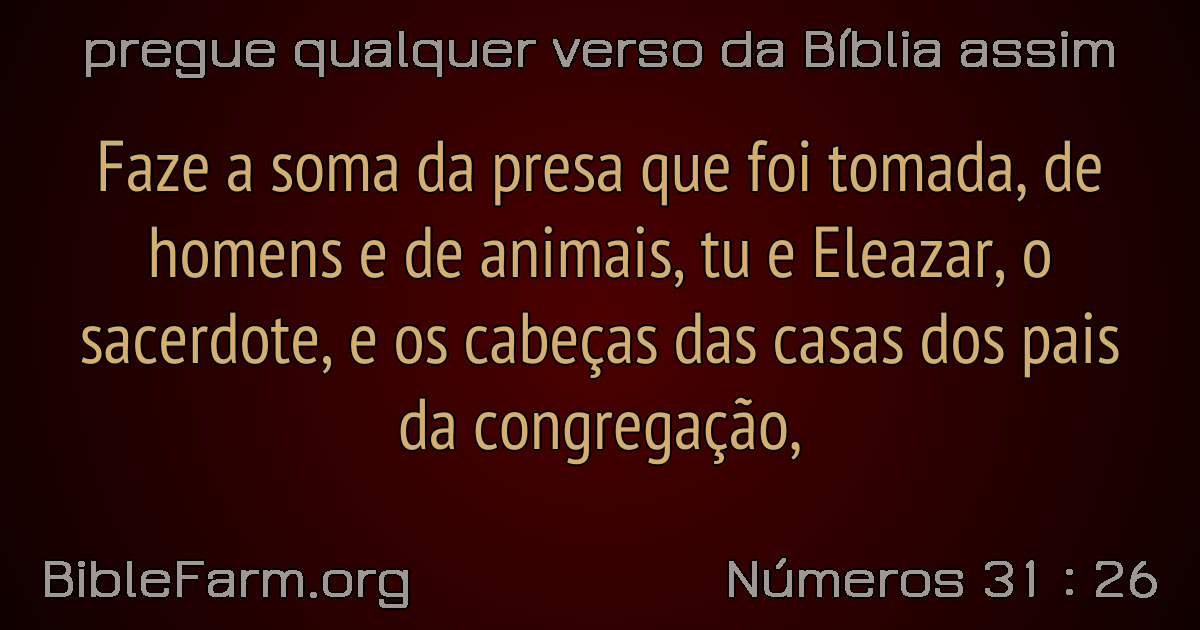 pregue qualquer verso da Bíblia assim
Faze a soma da presa que foi tomada, de
homens e de animais, tu e Eleazar, o
sacerdote, e os cabeças das casas dos pais
da congregação,
BibleFarm.org
Números 31 : 26